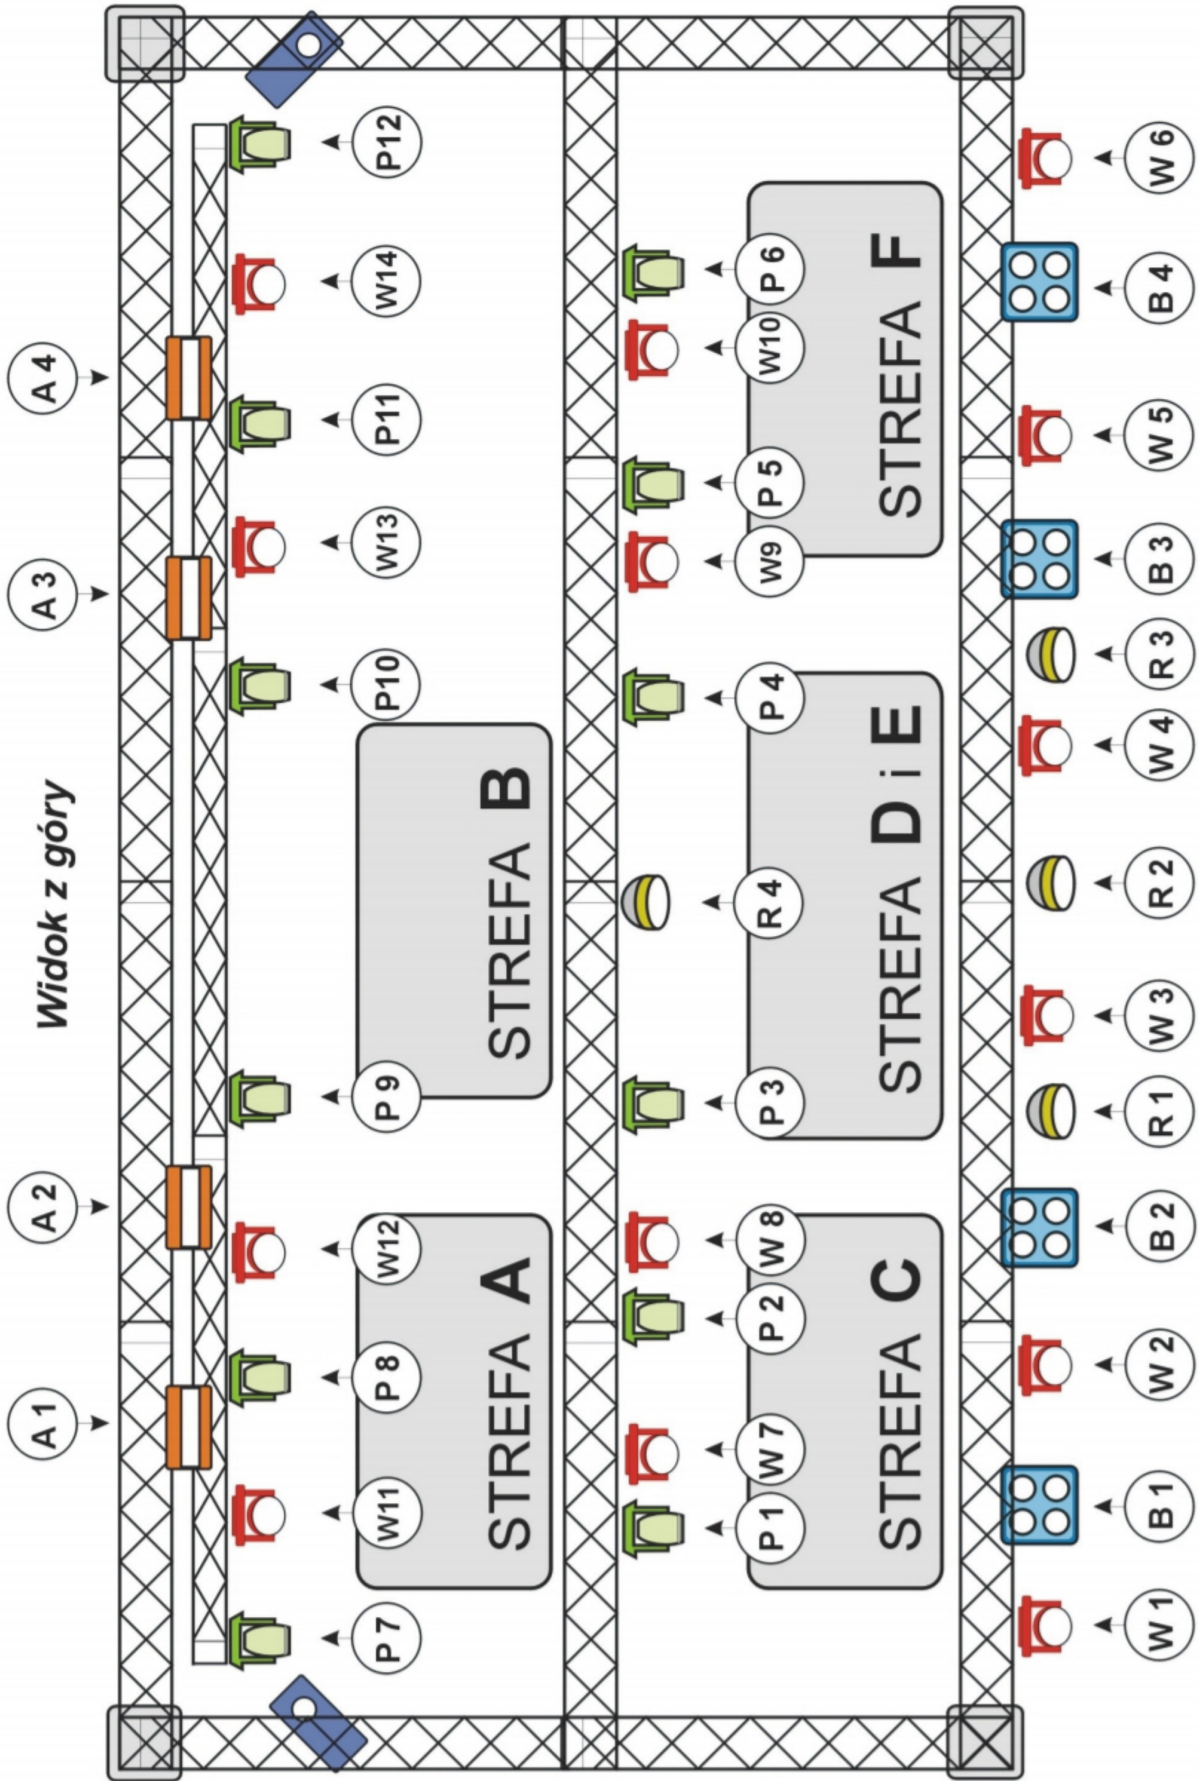 Widok z góry
A 1
A 2
A 3
A 4
P 7
W11
P 8
W12
P 9
P10
W13
P11
W14
P12
STREFA A
STREFA B
P 1
W 7
P 2
W 8
P 3
R 4
P 4
W9
P 5
W10
P 6
STREFA C
STREFA D i E
STREFA F
W 1
B 1
W 2
B 2
R 1
W 3
R 2
W 4
R 3
B 3
W 5
B 4
W 6